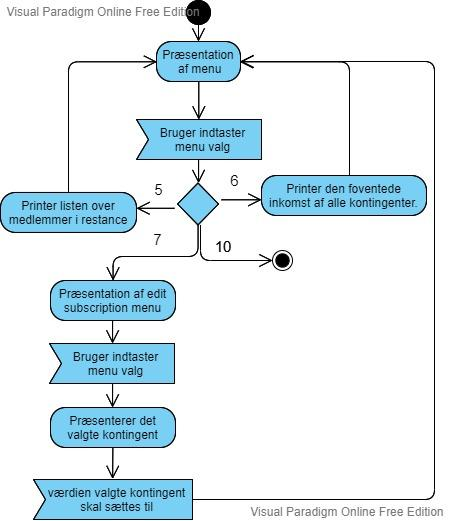 Visual Paradigm Online Free Edition
Præsentation
af menu
Bruger indtaster
menu valg
5
6
Printer listen over
medlemmer i restance
Printer den foventede
inkomst af alle kontingenter.
7
10
Præsentation af edit
subscription menu
Bruger indtaster
menu valg
Præsenterer det
valgte kontingent
værdien valgte kontingent
skal sættes til
Visual Paradigm Online Free Edition